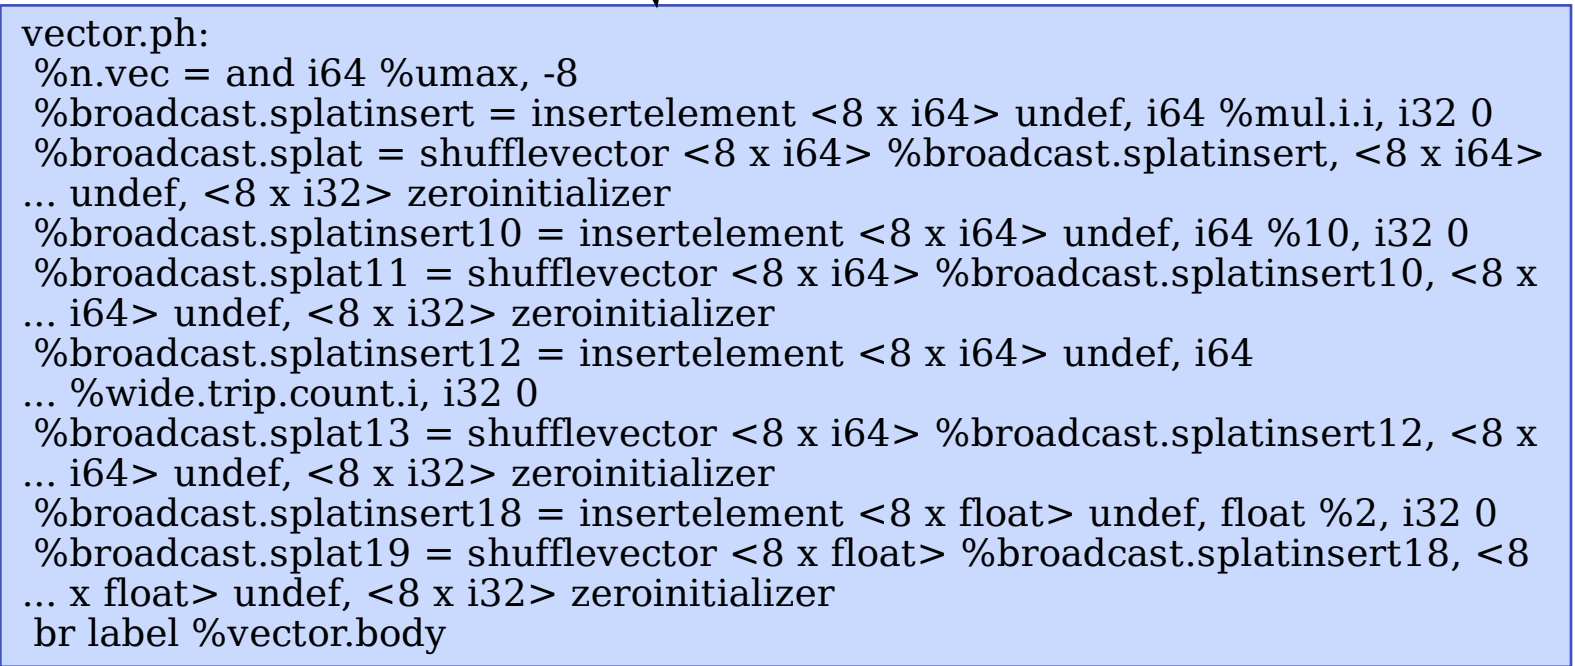 vector.ph:
%n.vec = and i64 %umax, -8
%broadcast.splatinsert = insertelement <8 x i64> undef, i64 %mul.i.i, i32 0
%broadcast.splat = shufflevector <8 x i64> %broadcast.splatinsert, <8 x i64>
... undef, <8 x i32> zeroinitializer
%broadcast.splatinsert10 = insertelement <8 x i64> undef, i64 %10, i32 0
%broadcast.splat11 = shufflevector <8 x i64> %broadcast.splatinsert10, <8 x
... i64> undef, <8 x i32> zeroinitializer
%broadcast.splatinsert12 = insertelement <8 x i64> undef, i64
... %wide.trip.count.i, i32 0
%broadcast.splat13 = shufflevector <8 x i64> %broadcast.splatinsert12, <8 x
... i64> undef, <8 x i32> zeroinitializer
%broadcast.splatinsert18 = insertelement <8 x float> undef, float %2, i32 0
%broadcast.splat19 = shufflevector <8 x float> %broadcast.splatinsert18, <8
... x float> undef, <8 x i32> zeroinitializer
br label %vector.body